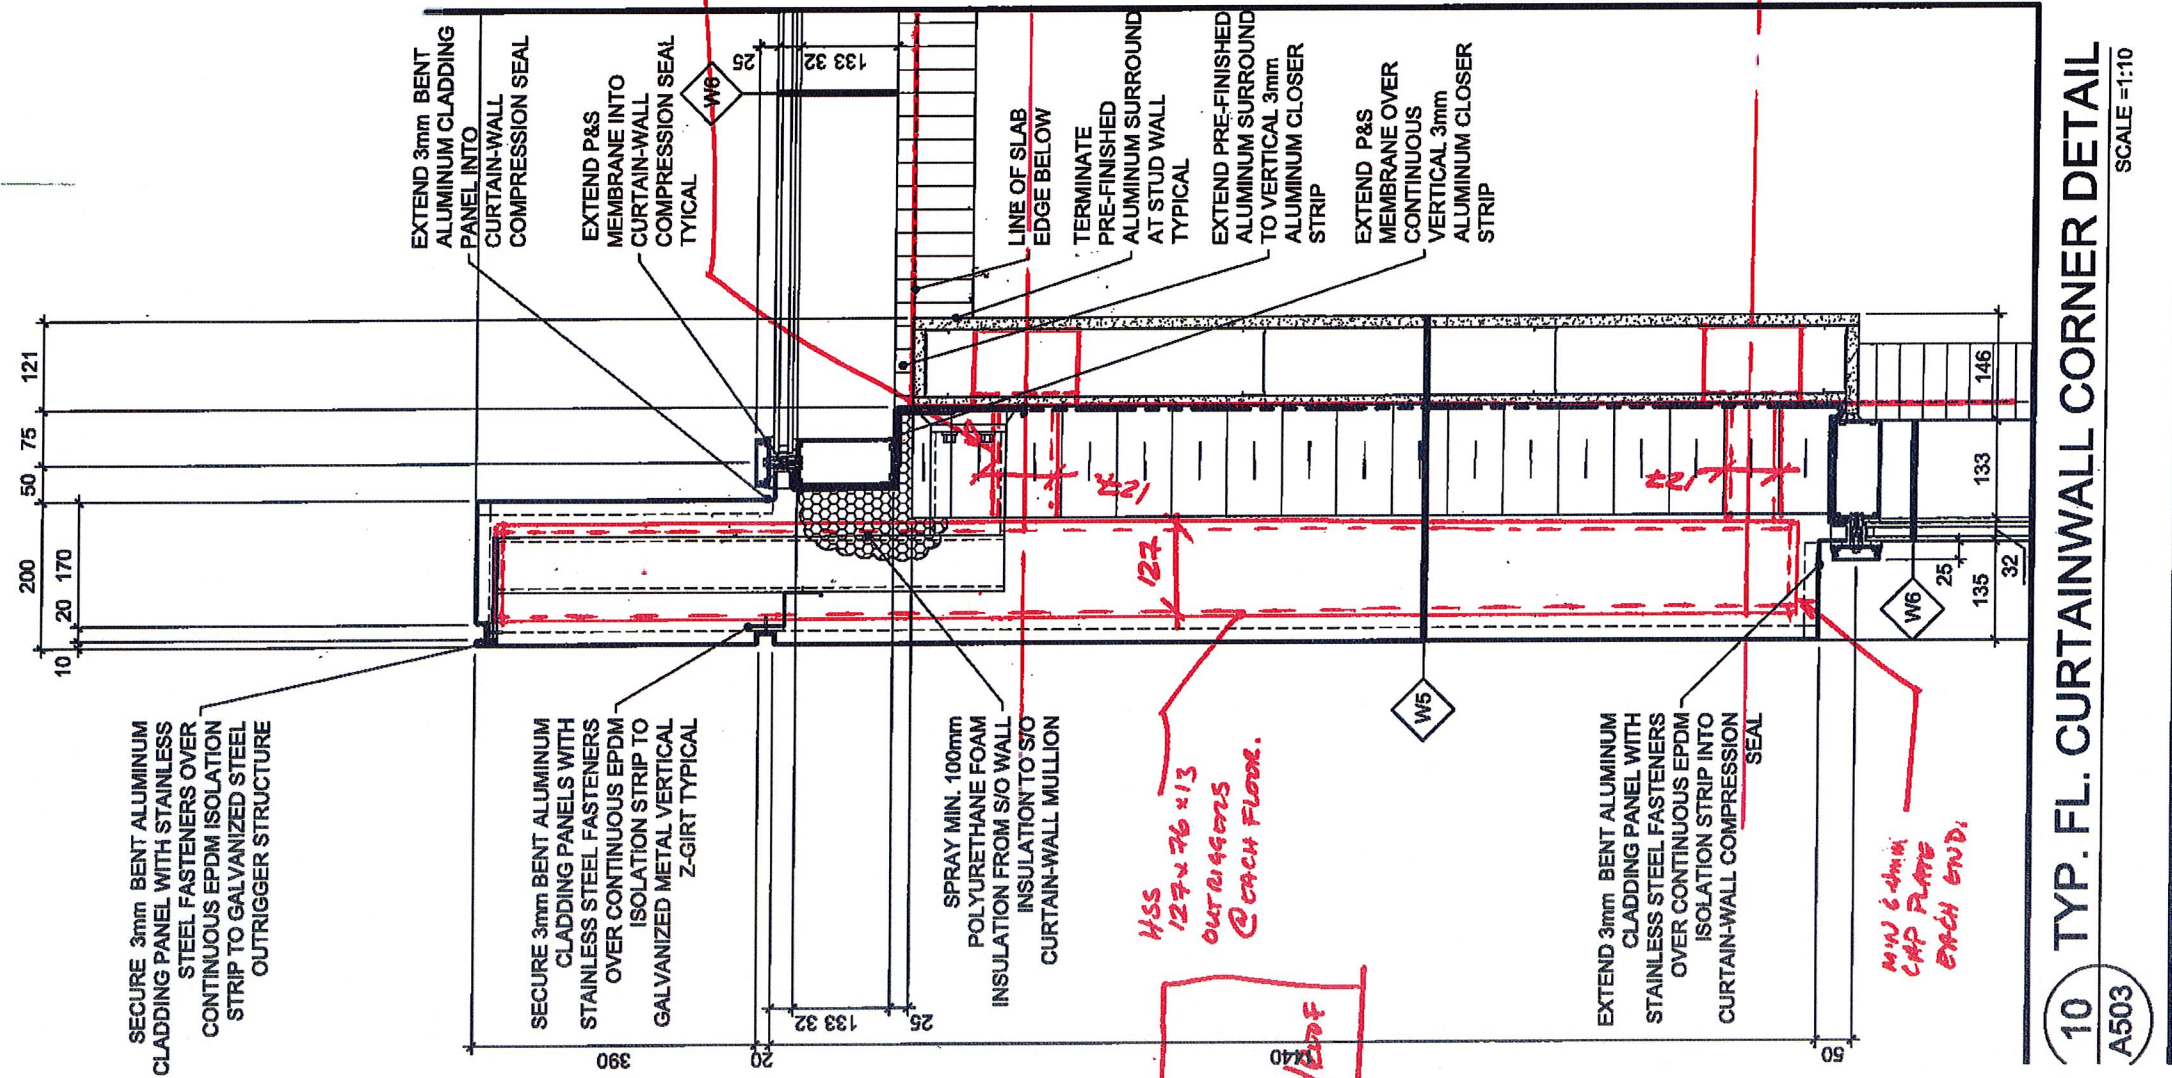 EXTEND 3mm BENT
ALUMINUM CLADDING
PANEL INTO
CURTAIN-WALL
COMPRESSION SEAL
EXTEND P&S
MEMBRANE INTO
CURTAIN-WALL
COMPRESSION SEAL
TYICAL
W6
25
133 32
LINE OF SLAB
EDGE BELOW
TERMINATE
PRE-FINISHED
ALUMINUM SURROUND
AT STUD WALL
TYPICAL
EXTEND PRE-FINISHED
ALUMINUM SURROUND
TO VERTICAL 3mm
ALUMINUM CLOSER
STRIP
EXTEND P&S
MEMBRANE OVER
CONTINUOUS
VERTICAL 3mm
ALUMINUM CLOSER
STRIP
121
75
50
200
170
20
10
127
127
127
146
133
25
135
32
W6
W5
SECURE 3mm BENT ALUMINUM
CLADDING PANEL WITH STAINLESS
STEEL FASTENERS OVER
CONTINUOUS EPDM ISOLATION
STRIP TO GALVANIZED STEEL
OUTRIGGER STRUCTURE
SECURE 3mm BENT ALUMINUM
CLADDING PANELS WITH
STAINLESS STEEL FASTENERS
OVER CONTINUOUS EPDM
ISOLATION STRIP TO
GALVANIZED METAL VERTICAL
Z-GIRT TYPICAL
SPRAY MIN. 100mm
POLYURETHANE FOAM
INSULATION FROM S/O WALL
INSULATION TO S/O
CURTAIN-WALL MULLION
HSS
127x76x13
OUTRIGGERS
@ EACH FLOOR.
EXTEND 3mm BENT ALUMINUM
CLADDING PANEL WITH
STAINLESS STEEL FASTENERS
OVER CONTINUOUS EPDM
ISOLATION STRIP INTO
CURTAIN-WALL COMPRESSION
SEAL
MIN 6mm
CAP PLATE
EACH END.
390
20
133 32
25
50
10
A503
TYP. FL. CURTAINWALL CORNER DETAIL
SCALE =1:10